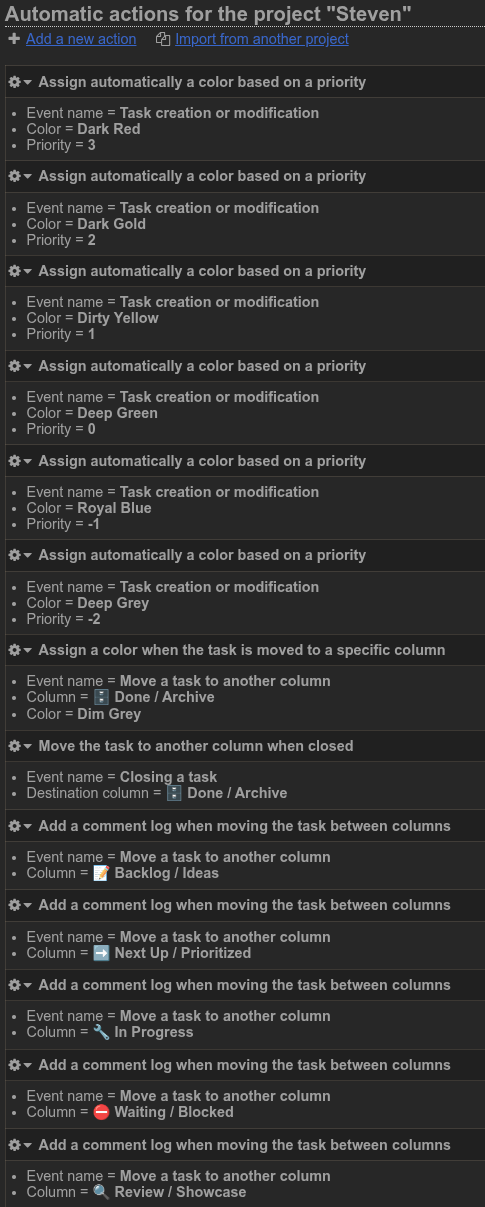 Automatic actions for the project "Steven"
Add a new action Import from another project
Assign automatically a color based on a priority
Event name = Task creation or modification
Color = Dark Red
Priority = 3
Assign automatically a color based on a priority
Event name = Task creation or modification
Color = Dark Gold
Priority = 2
Assign automatically a color based on a priority
Event name = Task creation or modification
Color = Dirty Yellow
Priority = 1
Assign automatically a color based on a priority
Event name = Task creation or modification
Color = Deep Green
Priority = 0
Assign automatically a color based on a priority
Event name = Task creation or modification
Color = Royal Blue
Priority = -1
Assign automatically a color based on a priority
Event name = Task creation or modification
Color = Deep Grey
Priority = -2
Assign a color when the task is moved to a specific column
Event name = Move a task to another column
Column = 🗄️ Done / Archive
Color = Dim Grey
Move the task to another column when closed
Event name = Closing a task
Destination column = 🗄️ Done / Archive
Add a comment log when moving the task between columns
Event name = Move a task to another column
Column = 📝 Backlog / Ideas
Add a comment log when moving the task between columns
Event name = Move a task to another column
Column = ➡️ Next Up / Prioritized
Add a comment log when moving the task between columns
Event name = Move a task to another column
Column = 🔧 In Progress
Add a comment log when moving the task between columns
Event name = Move a task to another column
Column = ⛔ Waiting / Blocked
Add a comment log when moving the task between columns
Event name = Move a task to another column
Column = 🔍 Review / Showcase